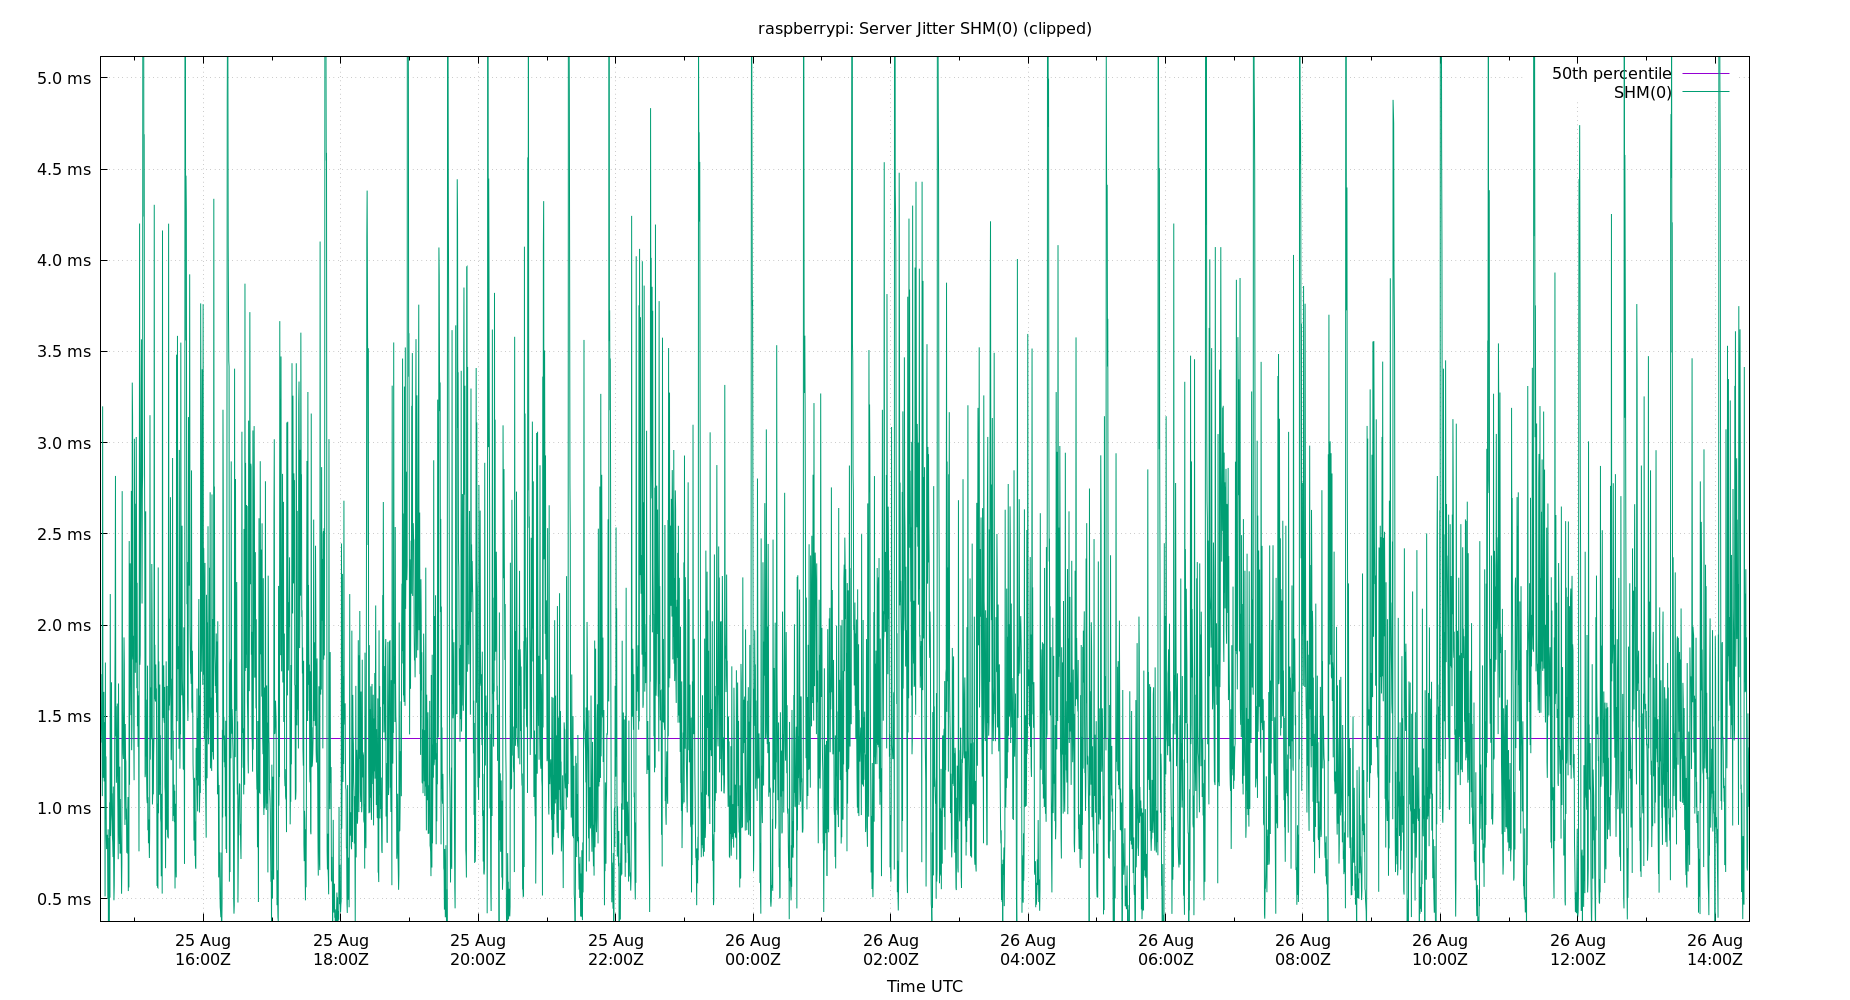 raspberrypi: Server Jitter SHM(0) (clipped)
50th percentile
SHM(0)
5.0 ms
4.5 ms
4.0 ms
3.5 ms
3.0 ms
2.5 ms
2.0 ms
1.5 ms
1.0 ms
0.5 ms
25 Aug 25 Aug 25 Aug 25 Aug 26 Aug 26 Aug 26 Aug 26 Aug 26 Aug 26 Aug 26 Aug 26 Aug
16:00Z 18:00Z 20:00Z 22:00Z 00:00Z 02:00Z 04:00Z 06:00Z 08:00Z 10:00Z 12:00Z 14:00Z
Time UTC